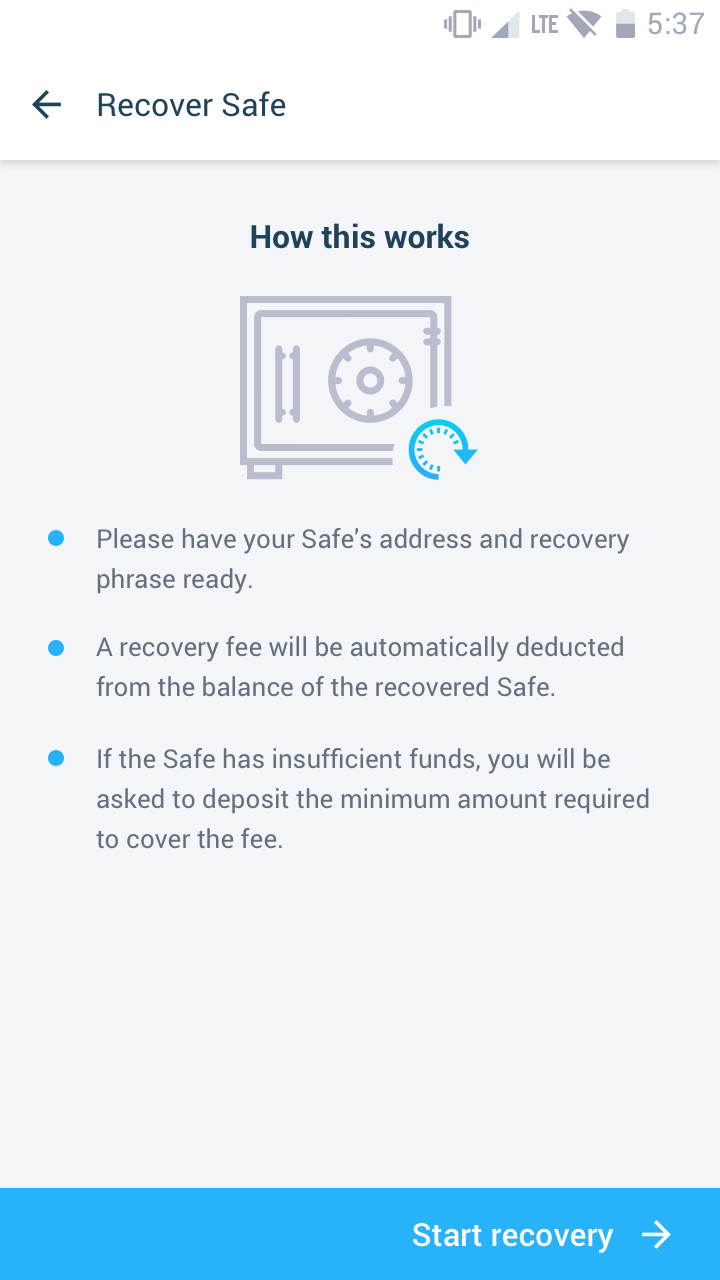 LTE 5:37
Recover Safe
How this works
Please have your Safe's address and recovery
phrase ready.
A recovery fee will be automatically deducted
from the balance of the recovered Safe.
If the Safe has insufficient funds, you will be
asked to deposit the minimum amount required
to cover the fee.
Start recovery